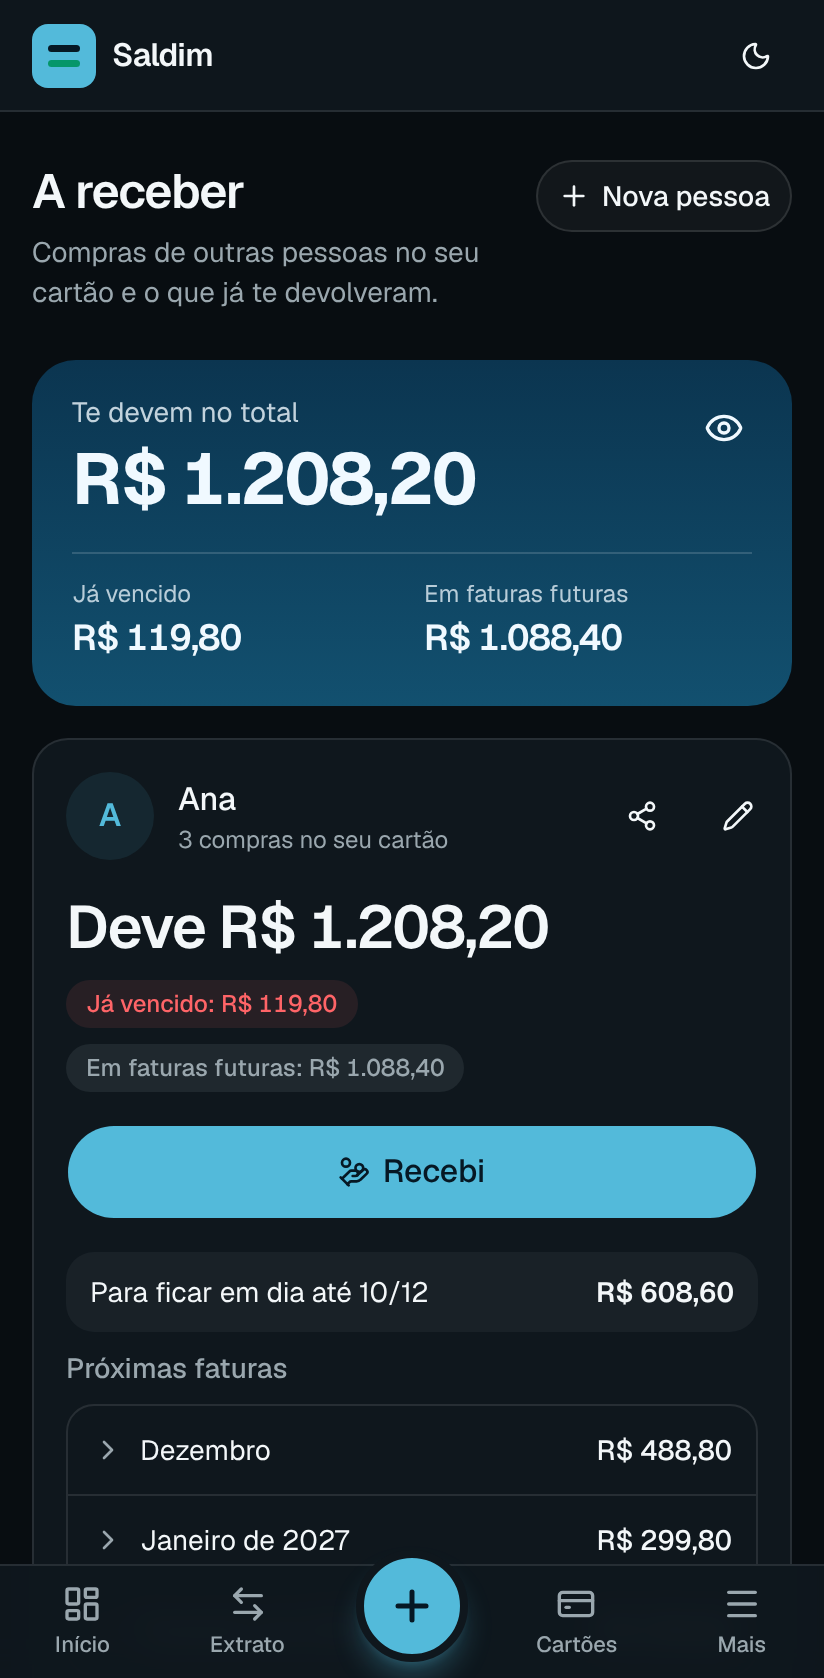 Saldim
A receber
Nova pessoa
Compras de outras pessoas no seu
cartão e o que já te devolveram.
Te devem no total
R$ 1.208,20
Já vencido
Em faturas futuras
R$ 119,80
R$ 1.088,40
A
Ana
3 compras no seu cartão
Deve R$ 1.208,20
Já vencido: R$ 119,80
Em faturas futuras: R$ 1.088,40
Recebi
Para ficar em dia até 10/12
R$ 608,60
Próximas faturas
Dezembro
R$ 488,80
Janeiro de 2027
R$ 299,80
Início
Extrato
Cartões
Mais